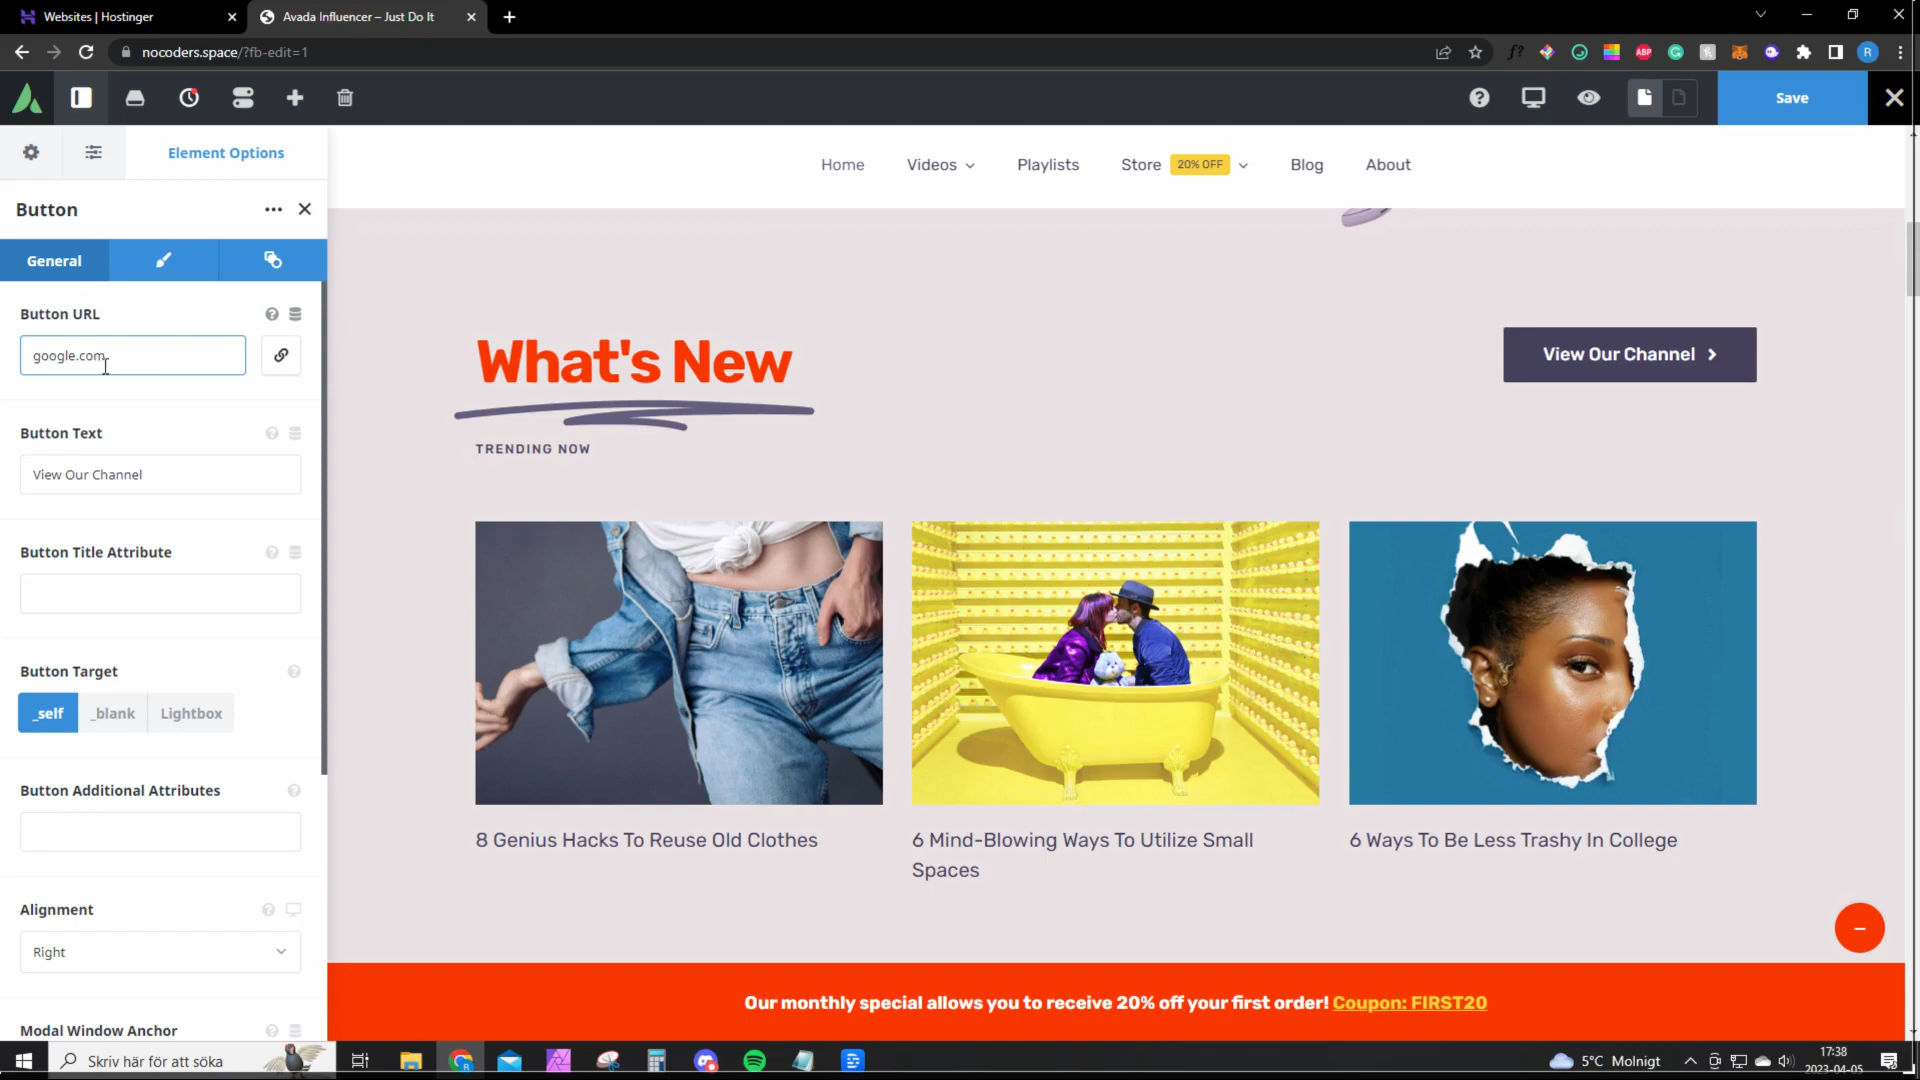 Websites | Hostinger
Avada Influencer – Just Do It
nocoders.space/?fb-edit=1
Save
Element Options
Button
General
Button URL
google.com
Button Text
View Our Channel
Button Title Attribute
Button Target
_self
_blank
Lightbox
Button Additional Attributes
Alignment
Right
Modal Window Anchor
Home
Videos
Playlists
Store
20% OFF
Blog
About
What's New
TRENDING NOW
View Our Channel
8 Genius Hacks To Reuse Old Clothes
6 Mind-Blowing Ways To Utilize Small
Spaces
6 Ways To Be Less Trashy In College
Our monthly special allows you to receive 20% off your first order! Coupon: FIRST20
Skriv här för att söka
5°C Molnigt
17:38
2023-04-05